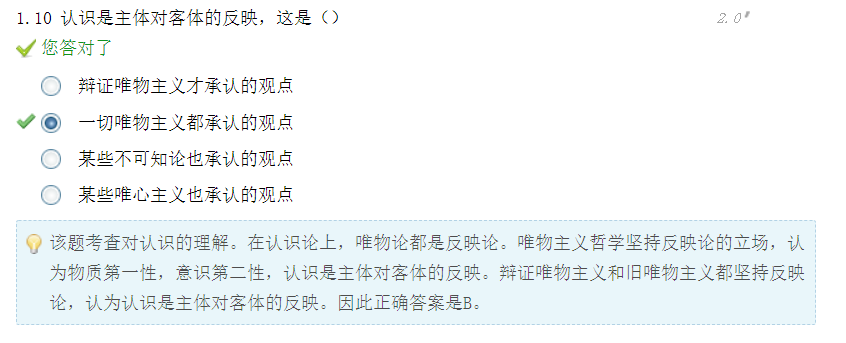 1.10 认识是主体对客体的反映，这是（）
2.0'
您答对了
辩证唯物主义才承认的观点
一切唯物主义都承认的观点
某些不可知论也承认的观点
某些唯心主义也承认的观点
该题考查对认识的理解。在认识论上，唯物论都是反映论。唯物主义哲学坚持反映论的立场，认
为物质第一性，意识第二性，认识是主体对客体的反映。辩证唯物主义和旧唯物主义都坚持反映
论，认为认识是主体对客体的反映。因此正确答案是B。